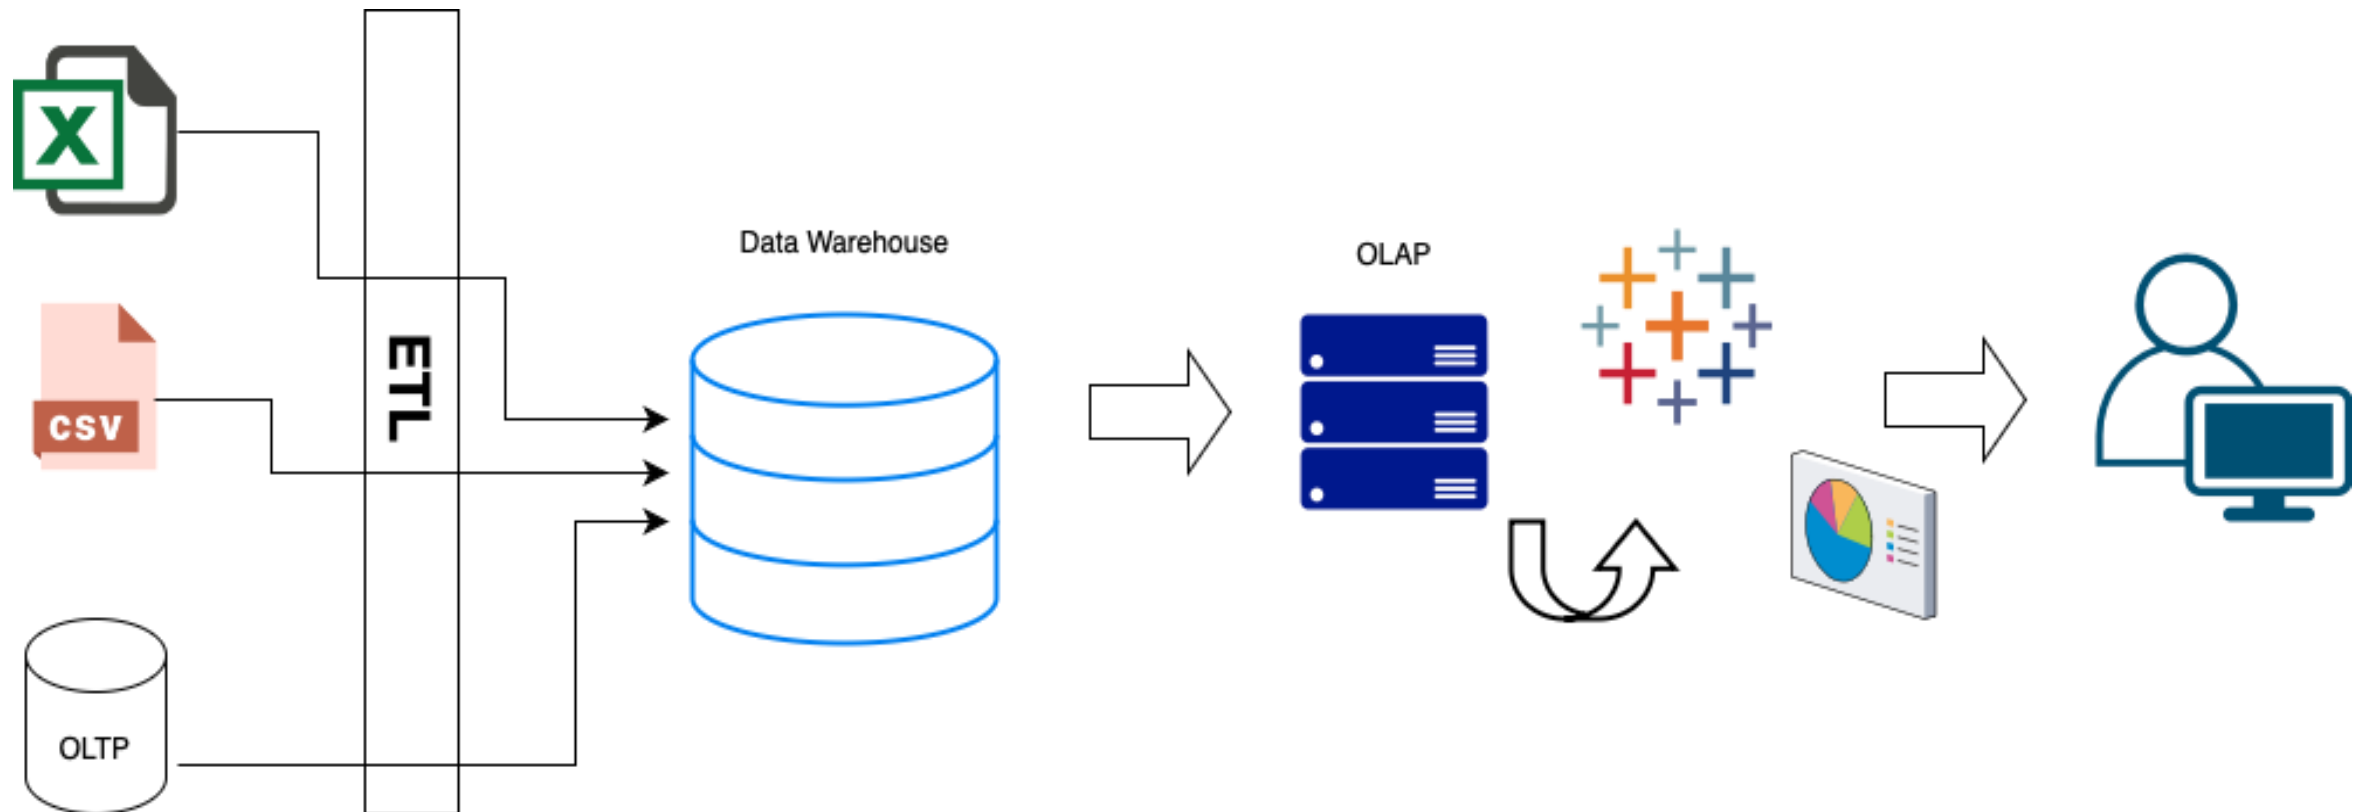 X
CSV
OLTP
ETL
Data Warehouse
OLAP